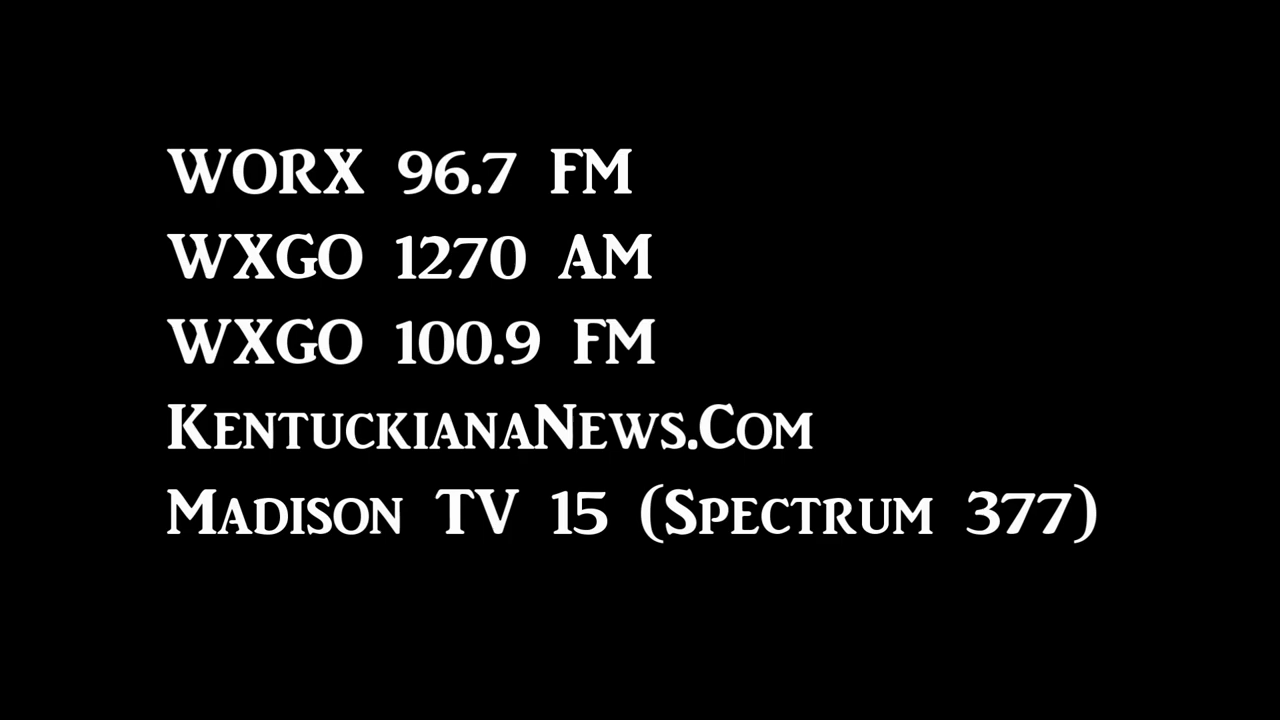 WORX 96.7 FM
WXGO 1270 AM
WXGO 100.9 FM
KentuckianaNews.Com
Madison TV 15 (Spectrum 377)